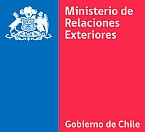 Ministerio de
Relaciones
Exteriores
Gobierno de Chile